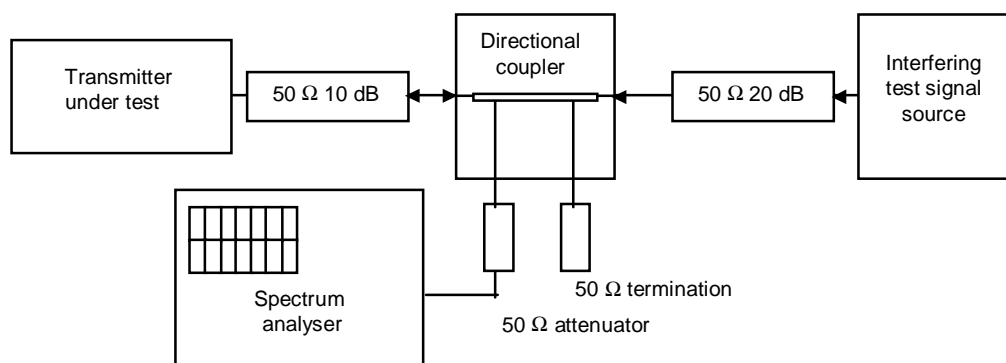 Transmitter
under test
50 Ω 10 dB
Directional
coupler
50 Ω 20 dB
Interfering
test signal
source
Spectrum
analyser
50 Ω termination
50 Ω attenuator